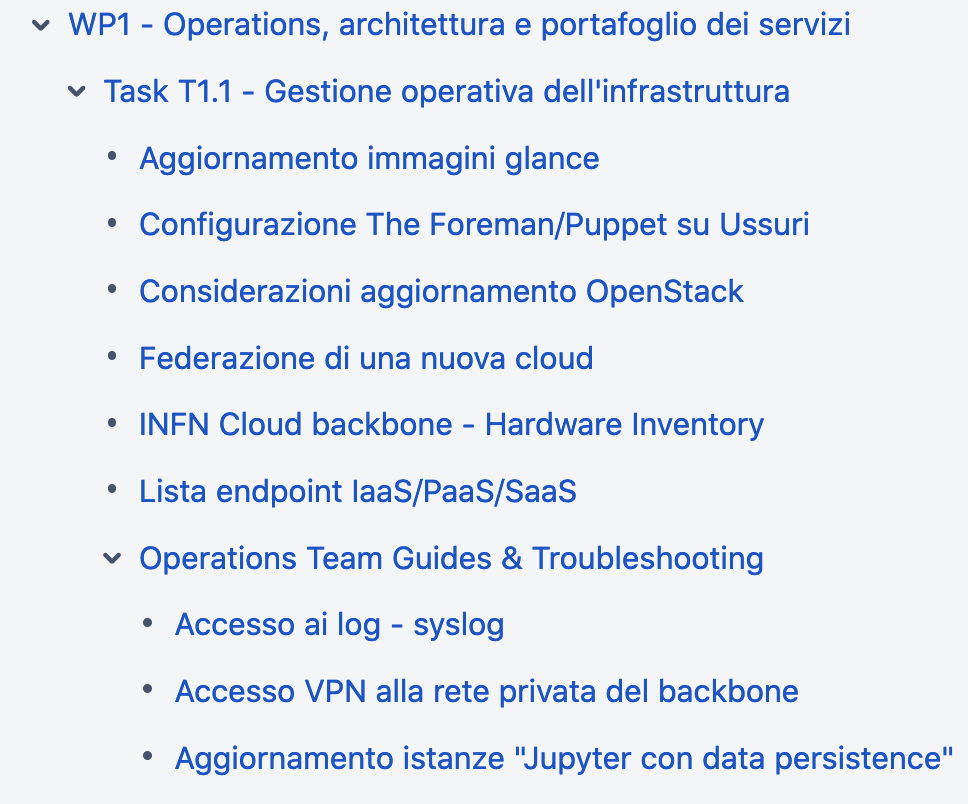 WP1 - Operations, architettura e portafoglio dei servizi
Task T1.1 - Gestione operativa dell'infrastruttura
Aggiornamento immagini glance
Configurazione The Foreman/Puppet su Ussuri
Considerazioni aggiornamento OpenStack
Federazione di una nuova cloud
INFN Cloud backbone - Hardware Inventory
Lista endpoint IaaS/PaaS/SaaS
Operations Team Guides & Troubleshooting
Accesso ai log - syslog
Accesso VPN alla rete privata del backbone
Aggiornamento istanze "Jupyter con data persistence"